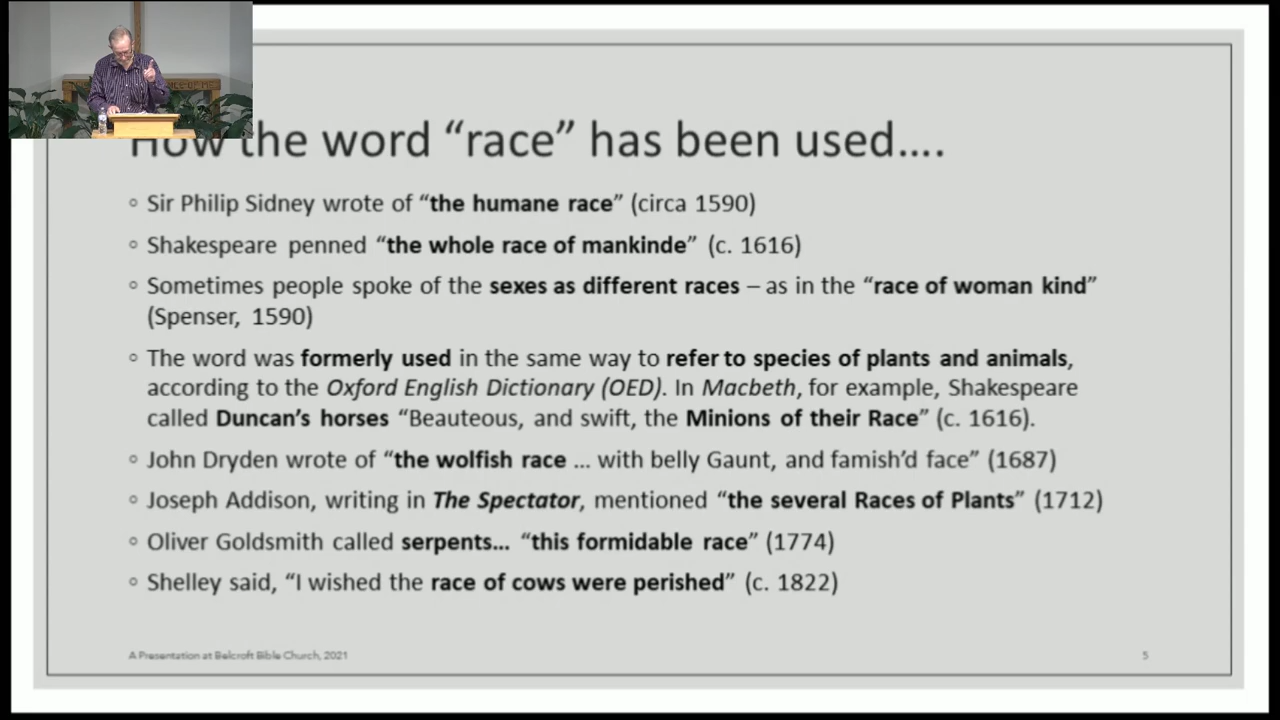 How the word “race” has been used....
◦ Sir Philip Sidney wrote of “the humane race” (circa 1590)
◦ Shakespeare penned “the whole race of mankinde” (c. 1616)
◦ Sometimes people spoke of the sexes as different races – as in the “race of woman kind”
(Spenser, 1590)
◦ The word was formerly used in the same way to refer to species of plants and animals,
according to the Oxford English Dictionary (OED). In Macbeth, for example, Shakespeare
called Duncan’s horses “Beauteous, and swift, the Minions of their Race” (c. 1616).
◦ John Dryden wrote of “the wolfish race ... with belly Gaunt, and famish’d face” (1687)
◦ Joseph Addison, writing in The Spectator, mentioned “the several Races of Plants” (1712)
◦ Oliver Goldsmith called serpents... “this formidable race” (1774)
◦ Shelley said, “I wished the race of cows were perished” (c. 1822)
A Presentation at Belcroft Bible Church, 2021
5